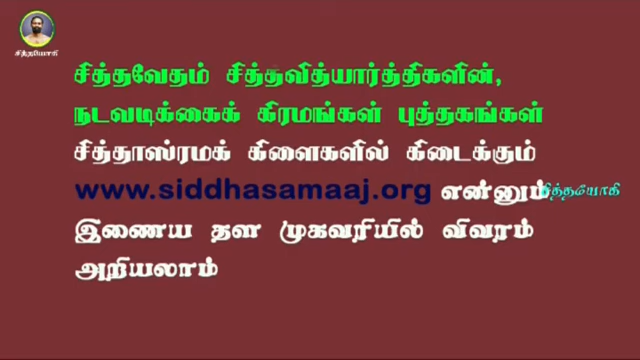 சித்தயோகி
சித்தவேதம் சித்தவித்யார்த்திகளின்,
நடவடிக்கைக் கிரமங்கள் புத்தகங்கள்
சித்தாஸ்ரமக் கிளைகளில் கிடைக்கும்
www.siddhasamaaj.org என்னும் சித்தயோகி
இணைய தள முகவரியில் விவரம்
அறியலாம்